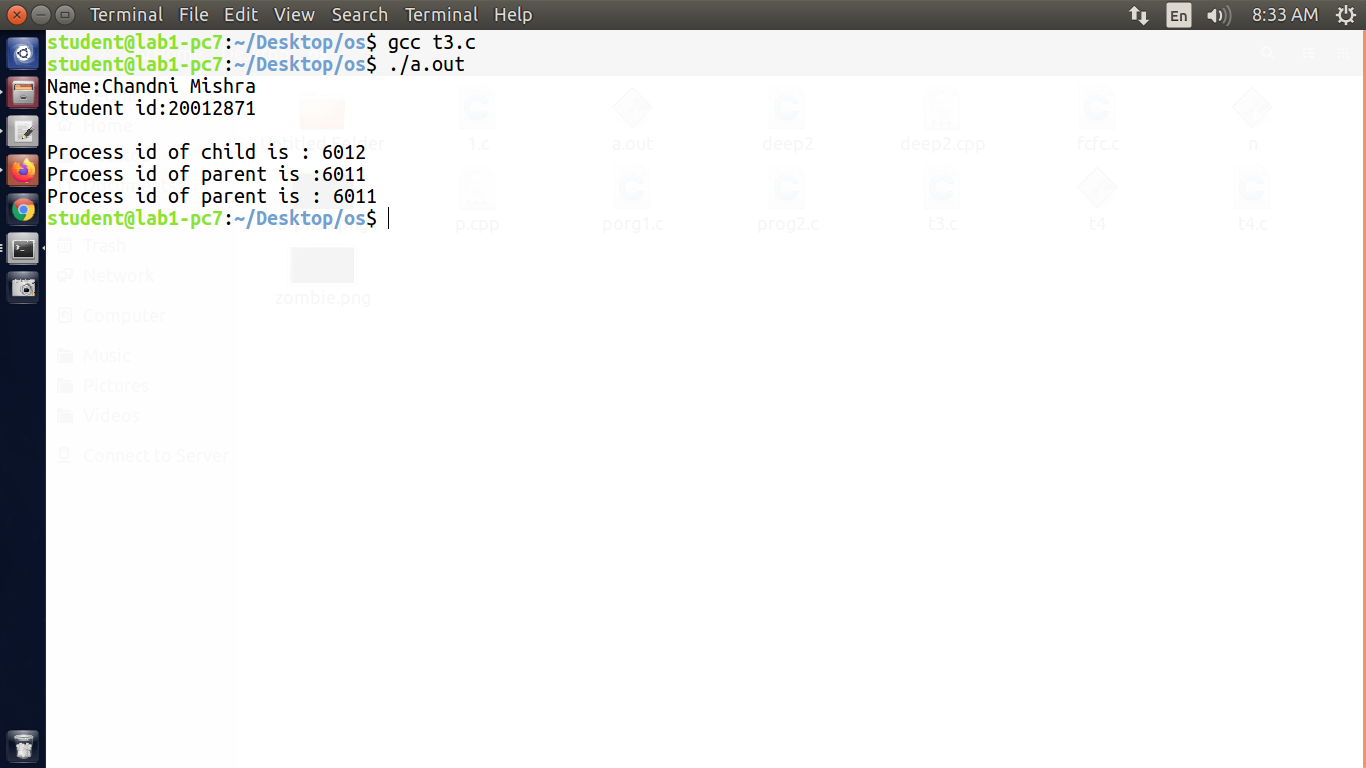 Terminal File Edit View Search Terminal Help En 8:33 AM
student@lab1-pc7:~/Desktop/os$ gcc t3.c
student@lab1-pc7:~/Desktop/os$ ./a.out
Name:Chandni Mishra
Student id:20012871
Process id of child is : 6012
Prcoess id of parent is :6011
Process id of parent is : 6011
student@lab1-pc7:~/Desktop/os$
Home
1.c a.out deep2 deep2.cpp fcfc.c n
p.cpp porg1.c prog2.c t3.c t4 t4.c
Trash
Network
zombie.png
Computer
Music
Pictures
Videos
Connect to Server